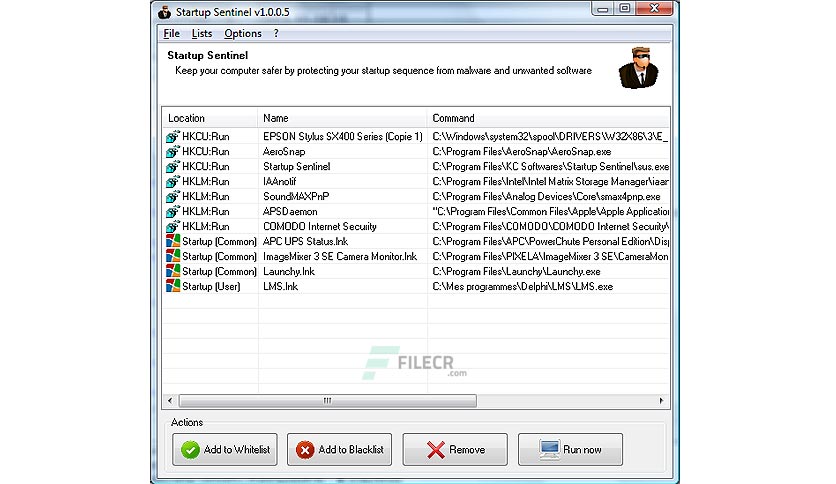 Startup Sentinel v1.0.0.5
File Lists Options ?
Startup Sentinel
Keep your computer safer by protecting your startup sequence from malware and unwanted software
Location Name Command
HKCU:Run EPSON Stylus SX400 Series (Copie 1) C:\Windows\system32\spool\DRIVERS\W32X86\3\E_
HKCU:Run AeroSnap C:\Program Files\AeroSnap\AeroSnap.exe
HKCU:Run Startup Sentinel C:\Program Files\KC Softwares\Startup Sentinel\sus.exe
HKLM:Run IAAnotif C:\Program Files\Intel\Intel Matrix Storage Manager\iaar
HKLM:Run SoundMAXPnP C:\Program Files\Analog Devices\Core\smax4pnp.exe
HKLM:Run APSDaemon "C:\Program Files\Common Files\Apple\Apple Application
HKLM:Run COMODO Internet Security C:\Program Files\COMODO\COMODO Internet Security\
Startup (Common) APC UPS Status.lnk C:\Program Files\APC\PowerChute Personal Edition\Disp
Startup (Common) ImageMixer 3 SE Camera Monitor.lnk C:\Program Files\PIXELA\ImageMixer 3 SE\CameraMon
Startup (Common) Launchy.lnk C:\Program Files\Launchy\Launchy.exe
Startup (User) LMS.lnk C:\Mes programmes\Delphi\LMS\LMS.exe
FILECR
.com
Actions
Add to Whitelist Add to Blacklist Remove Run now